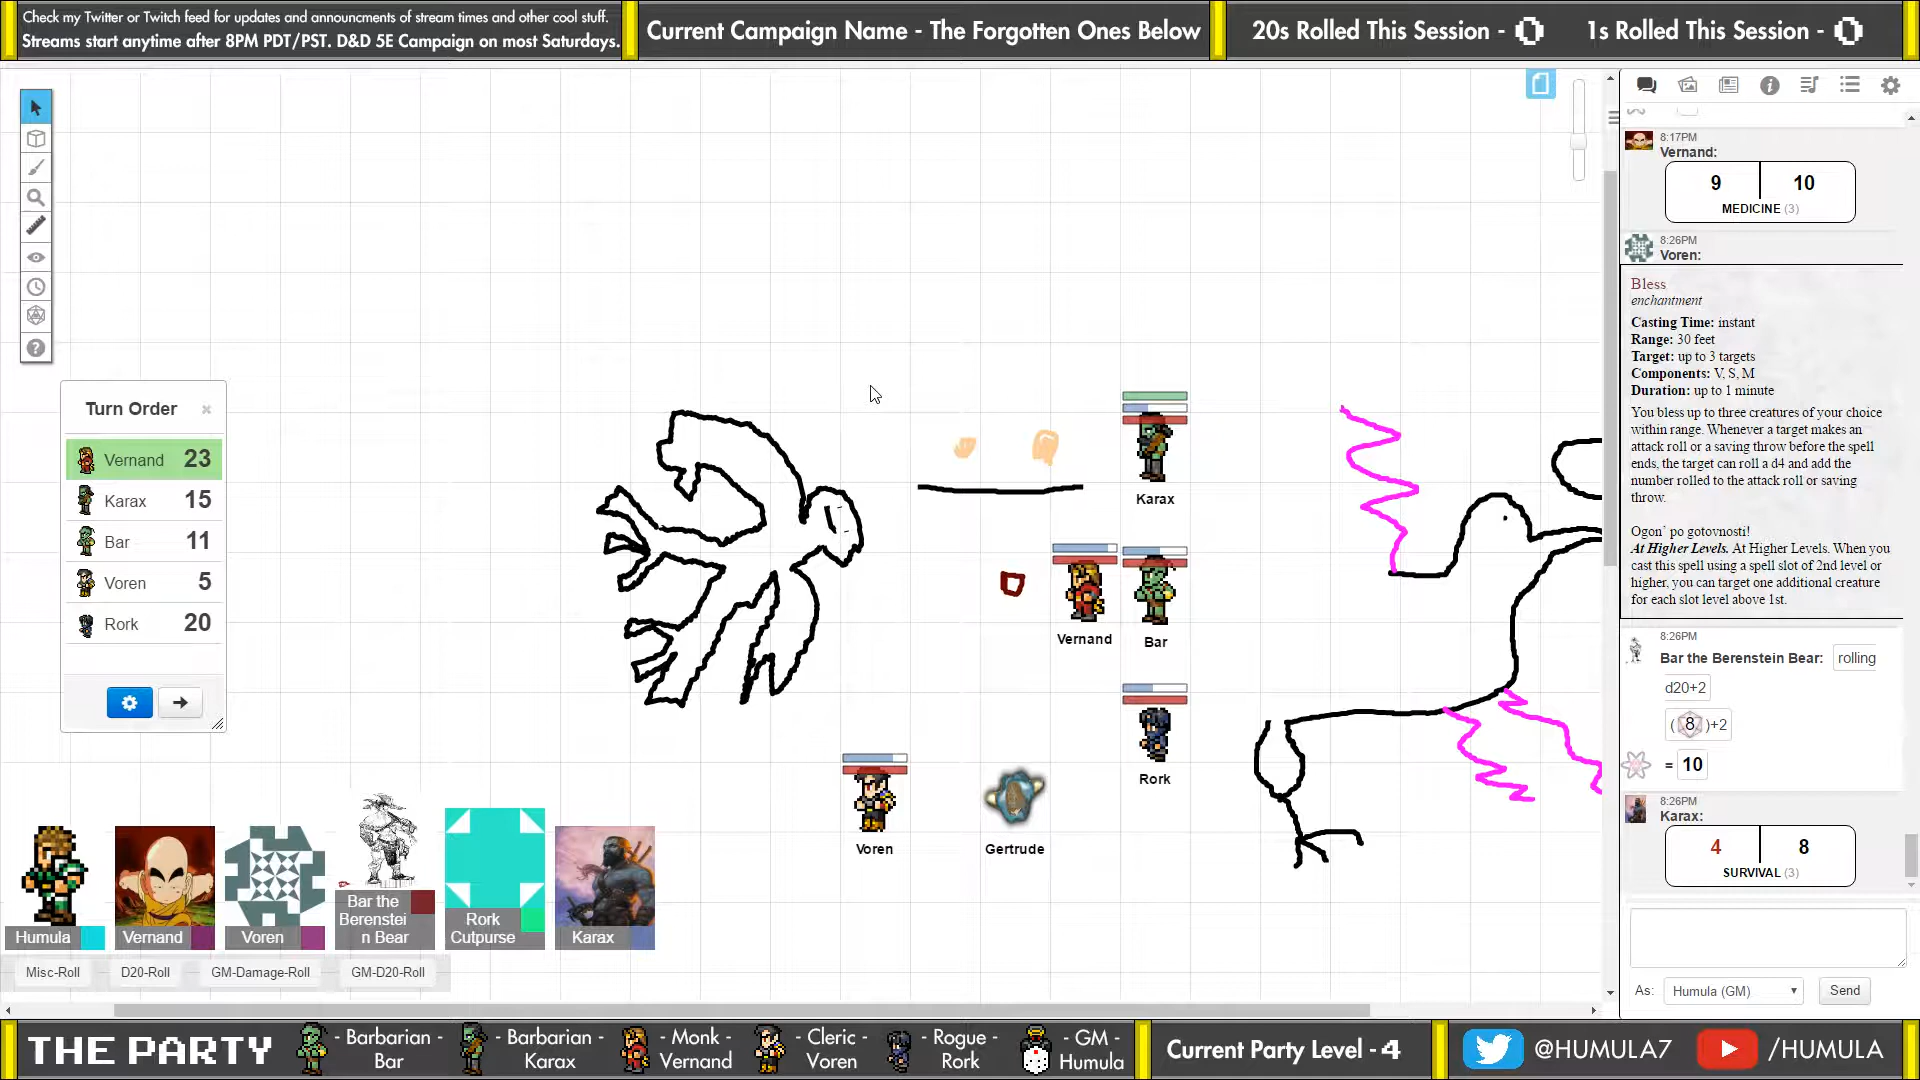 Check my Twitter or Twitch feed for updates and announcments of stream times and other cool stuff.
Streams start anytime after 8PM PDT/PST. D&D 5E Campaign on most Saturdays.
Current Campaign Name - The Forgotten Ones Below
20s Rolled This Session - 0
1s Rolled This Session - 0
Turn Order ×
Vernand 23
Karax 15
Bar 11
Voren 5
Rork 20
Karax
Vernand
Bar
Rork
Voren
Gertrude
Humula
Vernand
Voren
Bar the
Berenstei
n Bear
Rork
Cutpurse
Karax
Misc-Roll
D20-Roll
GM-Damage-Roll
GM-D20-Roll
8:17PM
Vernand:
9 10
MEDICINE (3)
8:26PM
Voren:
Bless
enchantment
Casting Time: instant
Range: 30 feet
Target: up to 3 targets
Components: V, S, M
Duration: up to 1 minute
You bless up to three creatures of your choice
within range. Whenever a target makes an
attack roll or a saving throw before the spell
ends, the target can roll a d4 and add the
number rolled to the attack roll or saving
throw.
Ogon' po gotovnosti!
At Higher Levels. At Higher Levels. When you
cast this spell using a spell slot of 2nd level or
higher, you can target one additional creature
for each slot level above 1st.
8:26PM
Bar the Berenstein Bear: rolling
d20+2
(8)+2
= 10
8:26PM
Karax:
4 8
SURVIVAL (3)
As: Humula (GM) Send
THE PARTY
- Barbarian -
Bar
- Barbarian -
Karax
- Monk -
Vernand
- Cleric -
Voren
- Rogue -
Rork
- GM -
Humula
Current Party Level - 4
@HUMULA7
/HUMULA